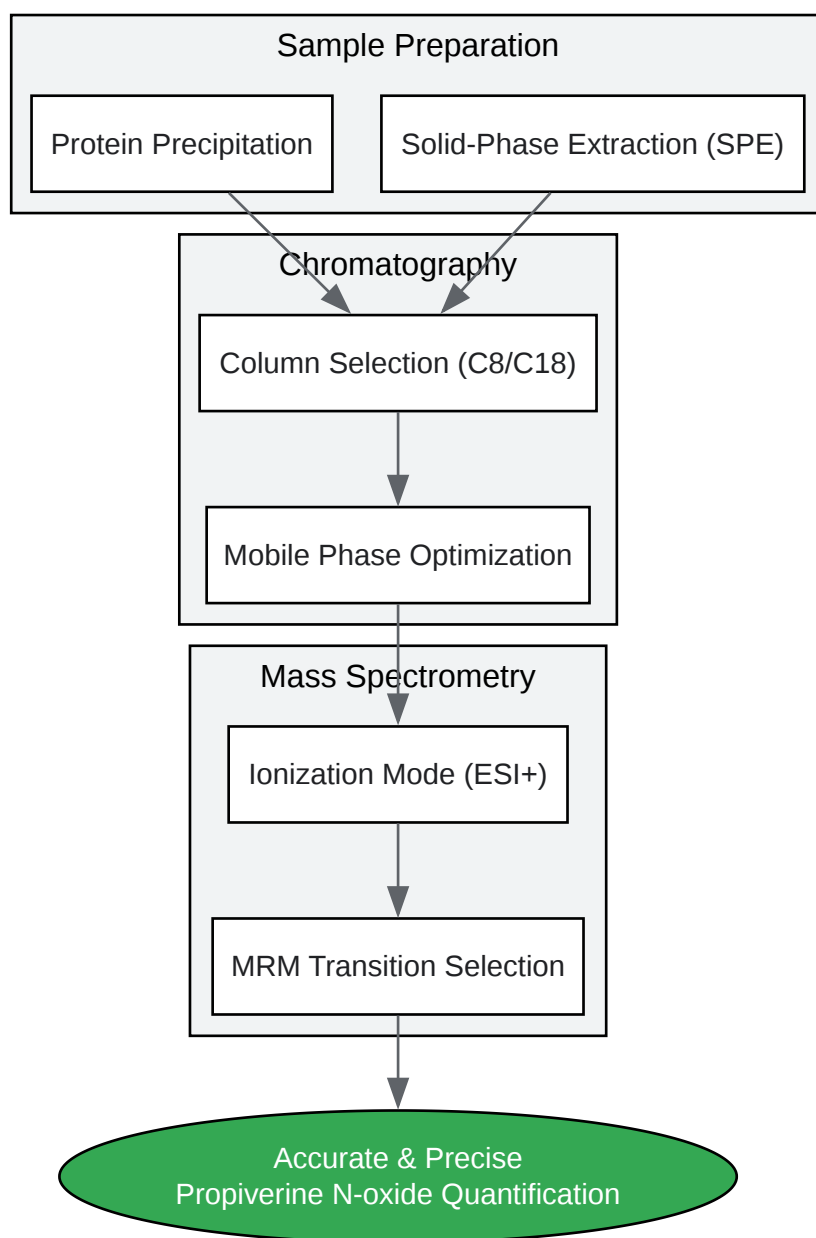 Sample Preparation
Protein Precipitation
Solid-Phase Extraction (SPE)
Chromatography
Column Selection (C8/C18)
Mobile Phase Optimization
Mass Spectrometry
Ionization Mode (ESI+)
MRM Transition Selection
Accurate & Precise
Propiverine N-oxide Quantification